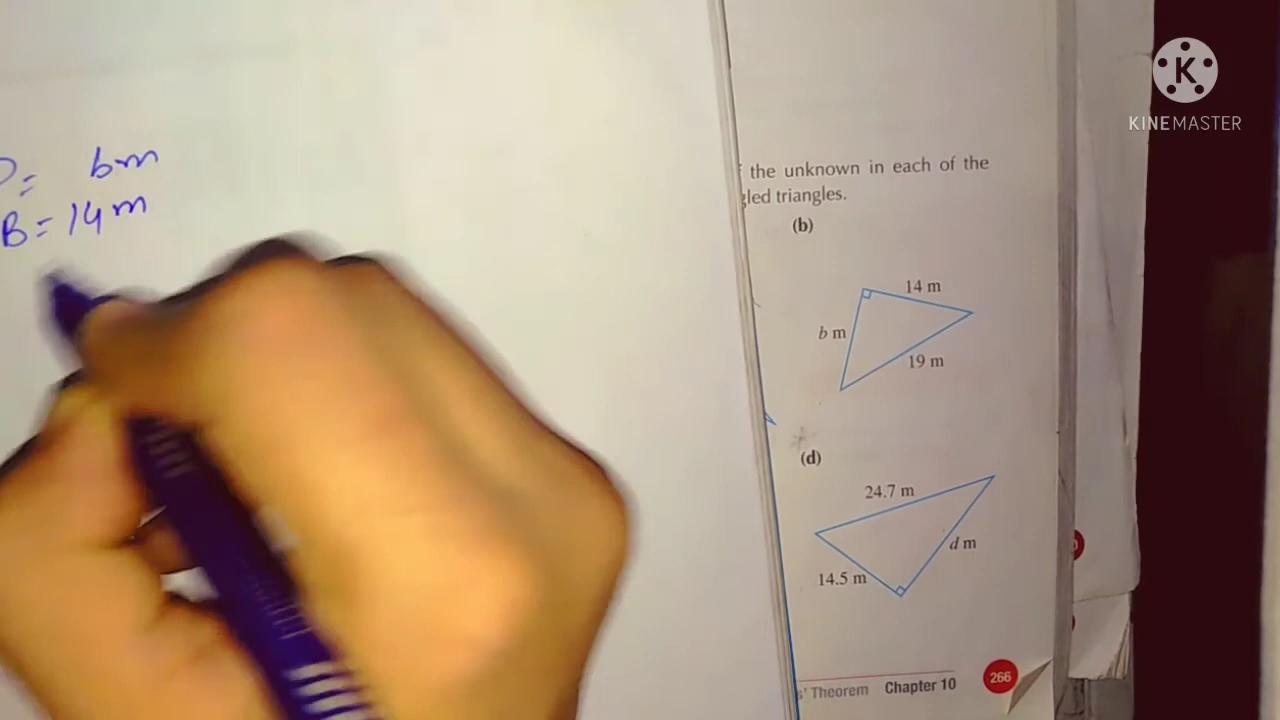 = bm
B = 14 m
the unknown in each of the
gled triangles.
(b)
14 m
b m
19 m
(d)
24.7 m
d m
14.5 m
s' Theorem Chapter 10 266
KINEMASTER